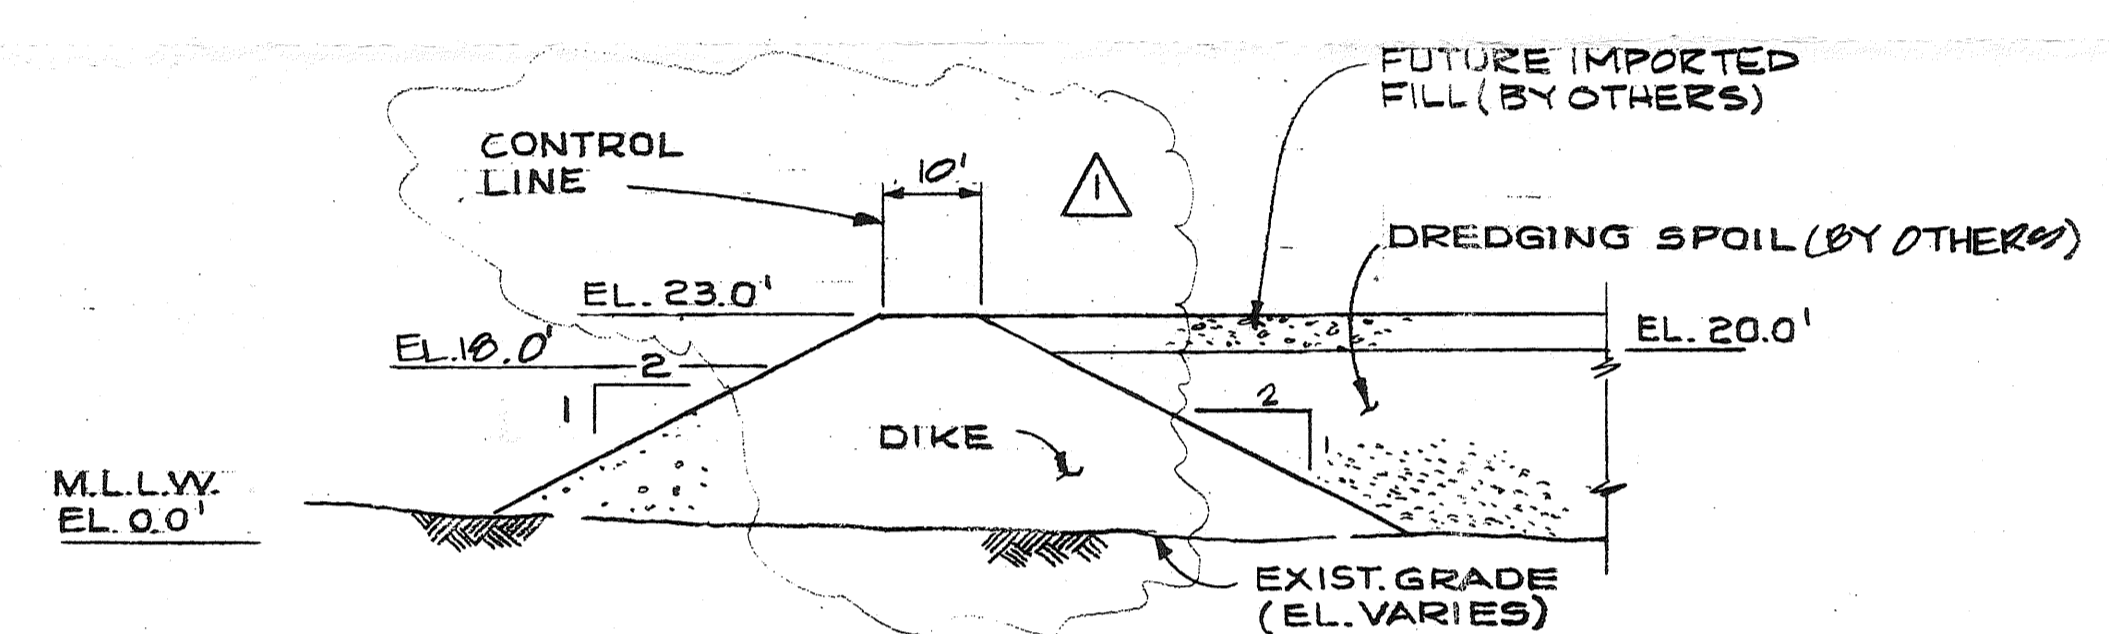 FUTURE IMPORTED
FILL (BY OTHERS)
CONTROL
LINE
10'
1
DREDGING SPOIL (BY OTHERS)
EL. 23.0'
EL. 20.0'
EL. 18.0'
2
1
2
1
DIKE
M.L.L.W.
EL. 0.0'
EXIST. GRADE
(EL. VARIES)